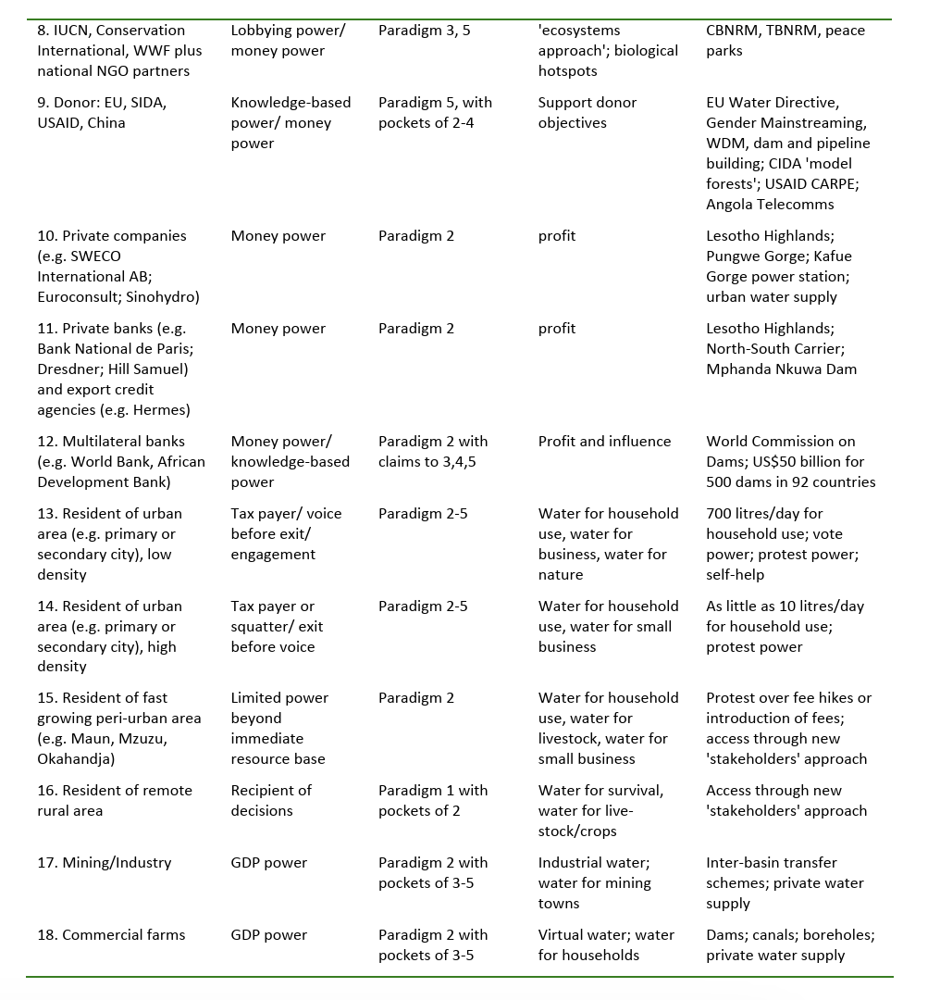 8. IUCN, Conservation
International, WWF plus
national NGO partners
Lobbying power/
money power
Paradigm 3, 5
'ecosystems
approach'; biological
hotspots
CBNRM, TBNRM, peace
parks
9. Donor: EU, SIDA,
USAID, China
Knowledge-based
power/ money
power
Paradigm 5, with
pockets of 2-4
Support donor
objectives
EU Water Directive,
Gender Mainstreaming,
WDM, dam and pipeline
building; CIDA 'model
forests'; USAID CARPE;
Angola Telecomms
10. Private companies
(e.g. SWECO
International AB;
Euroconsult; Sinohydro)
Money power
Paradigm 2
profit
Lesotho Highlands;
Pungwe Gorge; Kafue
Gorge power station;
urban water supply
11. Private banks (e.g.
Bank National de Paris;
Dresdner; Hill Samuel)
and export credit
agencies (e.g. Hermes)
Money power
Paradigm 2
profit
Lesotho Highlands;
North-South Carrier;
Mphanda Nkuwa Dam
12. Multilateral banks
(e.g. World Bank, African
Development Bank)
Money power/
knowledge-based
power
Paradigm 2 with
claims to 3,4,5
Profit and influence
World Commission on
Dams; US$50 billion for
500 dams in 92 countries
13. Resident of urban
area (e.g. primary or
secondary city), low
density
Tax payer/ voice
before exit/
engagement
Paradigm 2-5
Water for household
use, water for
business, water for
nature
700 litres/day for
household use; vote
power; protest power;
self-help
14. Resident of urban
area (e.g. primary or
secondary city), high
density
Tax payer or
squatter/ exit
before voice
Paradigm 2-5
Water for household
use, water for small
business
As little as 10 litres/day
for household use;
protest power
15. Resident of fast
growing peri-urban area
(e.g. Maun, Mzuzu,
Okahandja)
Limited power
beyond
immediate
resource base
Paradigm 2
Water for household
use, water for
livestock, water for
small business
Protest over fee hikes or
introduction of fees;
access through new
'stakeholders' approach
16. Resident of remote
rural area
Recipient of
decisions
Paradigm 1 with
pockets of 2
Water for survival,
water for live-
stock/crops
Access through new
'stakeholders' approach
17. Mining/Industry
GDP power
Paradigm 2 with
pockets of 3-5
Industrial water;
water for mining
towns
Inter-basin transfer
schemes; private water
supply
18. Commercial farms
GDP power
Paradigm 2 with
pockets of 3-5
Virtual water; water
for households
Dams; canals; boreholes;
private water supply